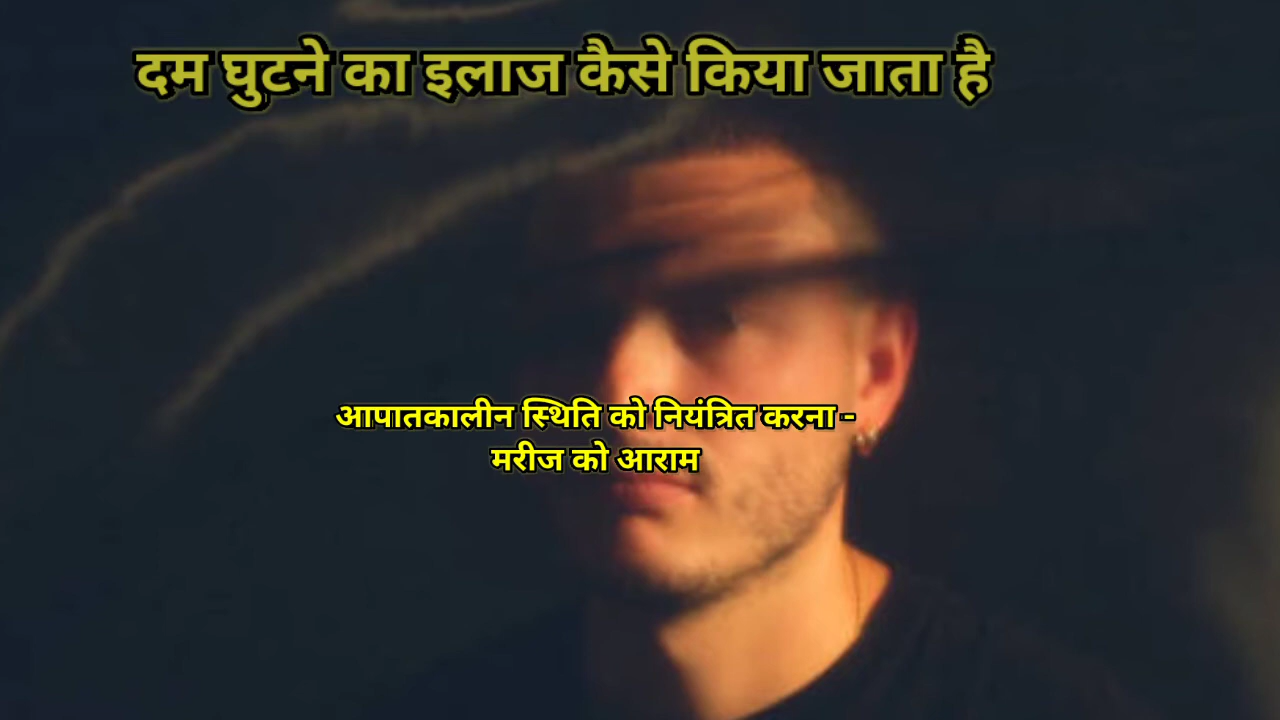 दम घुटने का इलाज कैसे किया जाता है
आपातकालीन स्थिति को नियंत्रित करना -
मरीज को आराम